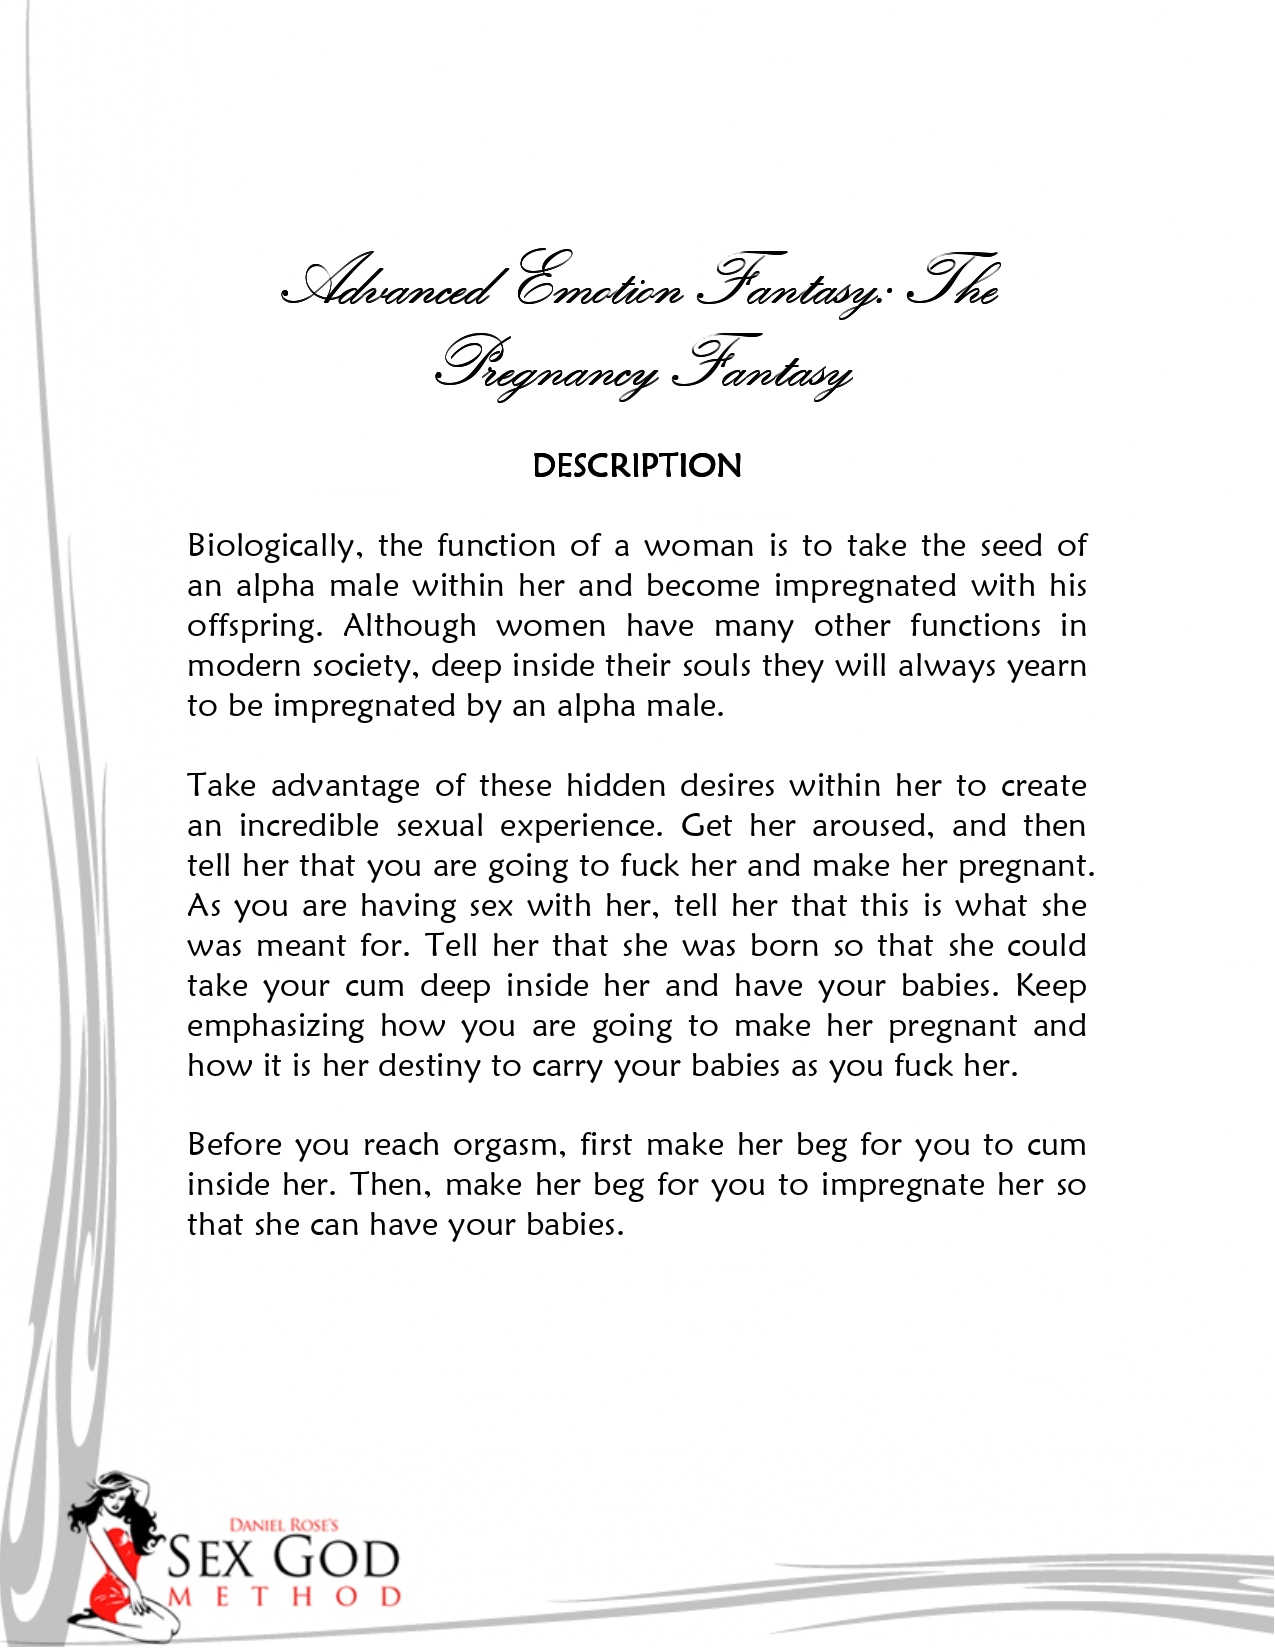 Advanced Emotion Fantasy: The
Pregnancy Fantasy
DESCRIPTION
Biologically, the function of a woman is to take the seed of
an alpha male within her and become impregnated with his
offspring. Although women have many other functions in
modern society, deep inside their souls they will always yearn
to be impregnated by an alpha male.
Take advantage of these hidden desires within her to create
an incredible sexual experience. Get her aroused, and then
tell her that you are going to fuck her and make her pregnant.
As you are having sex with her, tell her that this is what she
was meant for. Tell her that she was born so that she could
take your cum deep inside her and have your babies. Keep
emphasizing how you are going to make her pregnant and
how it is her destiny to carry your babies as you fuck her.
Before you reach orgasm, first make her beg for you to cum
inside her. Then, make her beg for you to impregnate her so
that she can have your babies.
DANIEL ROSE'S
SEX GOD
METHOD